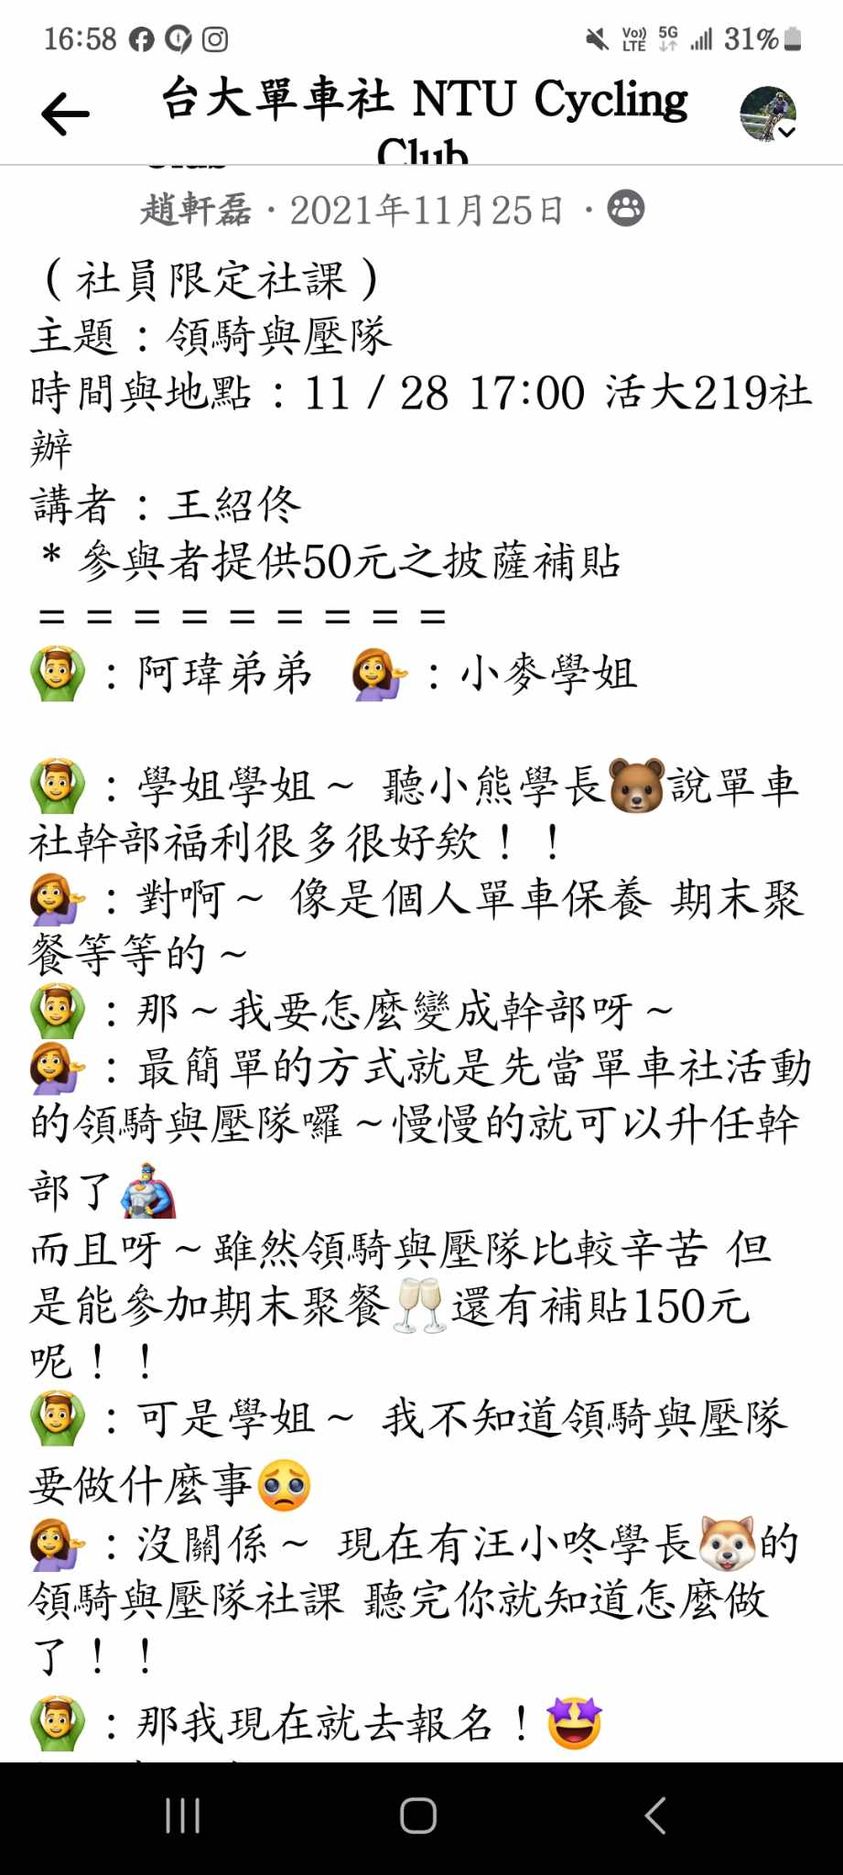 16:58 Vo)) LTE 5G 31%
台大單車社 NTU Cycling
Club
趙軒磊 · 2021年11月25日 ·
（社員限定社課）
主題：領騎與壓隊
時間與地點：11 / 28 17:00 活大219社
辦
講者：王紹佟
* 參與者提供50元之披薩補貼
= = = = = = = = =
🙆‍♂️：阿瑋弟弟 💁‍♀️：小麥學姐
🙆‍♂️：學姐學姐~ 聽小熊學長🐻說單車
社幹部福利很多很好欸！！
💁‍♀️：對啊~ 像是個人單車保養 期末聚
餐等等的~
🙆‍♂️：那~我要怎麼變成幹部呀~
💁‍♀️：最簡單的方式就是先當單車社活動
的領騎與壓隊囉~慢慢的就可以升任幹
部了🦸‍♂️
而且呀~雖然領騎與壓隊比較辛苦 但
是能參加期末聚餐🥂還有補貼150元
呢！！
🙆‍♂️：可是學姐~ 我不知道領騎與壓隊
要做什麼事🥺
💁‍♀️：沒關係~ 現在有汪小咚學長🐶的
領騎與壓隊社課 聽完你就知道怎麼做
了！！
🙆‍♂️：那我現在就去報名！🤩